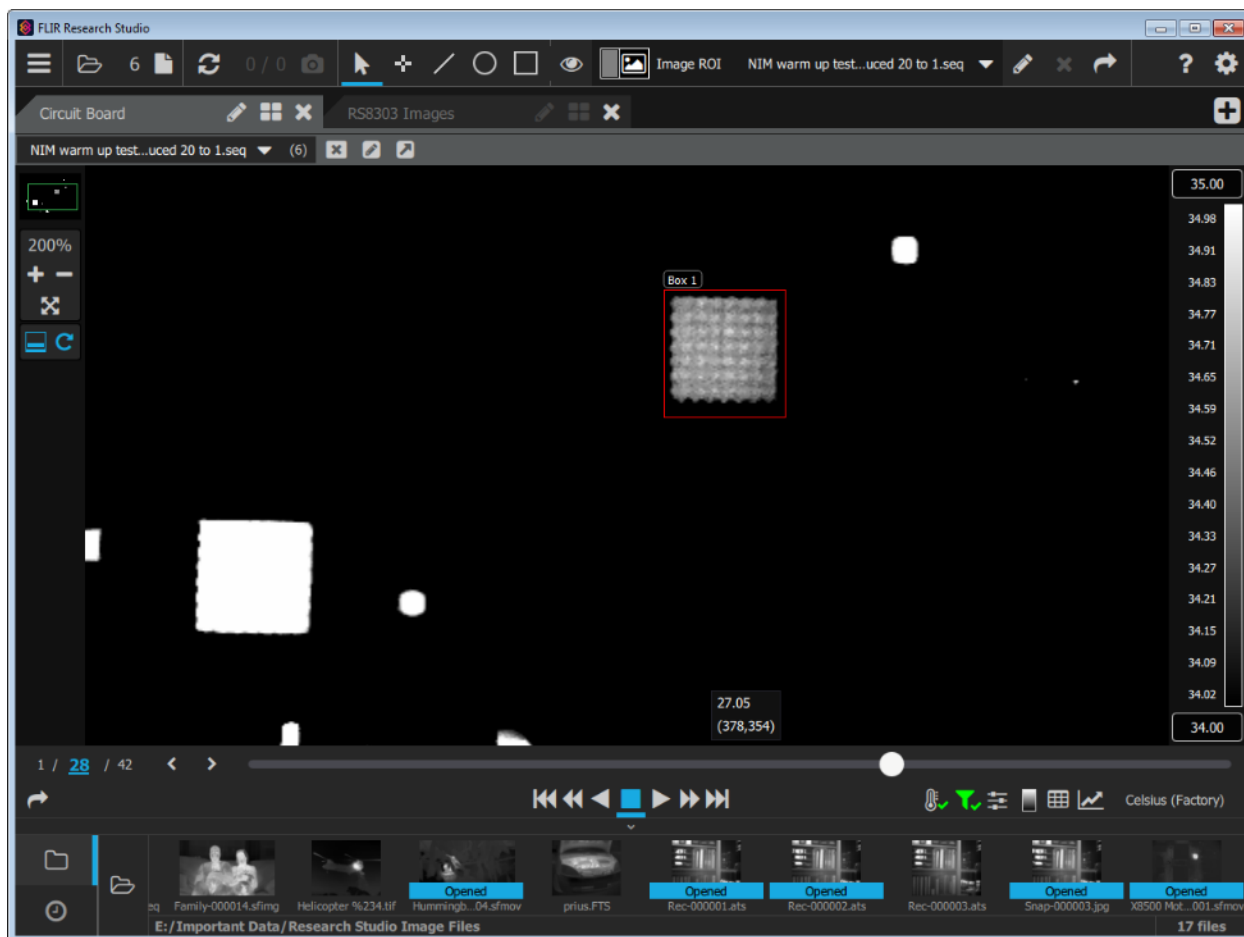 FLIR Research Studio
6
0 / 0
Image ROI
NIM warm up test...uced 20 to 1.seq
?
Circuit Board
RS8303 Images
NIM warm up test...uced 20 to 1.seq
(6)
35.00
34.98
200%
34.91
Box 1
34.83
34.77
34.71
34.65
34.59
34.52
34.46
34.40
34.33
34.27
34.21
34.15
34.09
34.02
27.05
(378,354)
34.00
1 / 28 / 42
Celsius (Factory)
Opened
Opened
Opened
Opened
Opened
eq
Family-000014.sfimg
Helicopter %234.tif
Hummingb...04.sfmov
prius.FTS
Rec-000001.ats
Rec-000002.ats
Rec-000003.ats
Snap-000003.jpg
X8500 Mot...001.sfmov
E:/Important Data/Research Studio Image Files
17 files